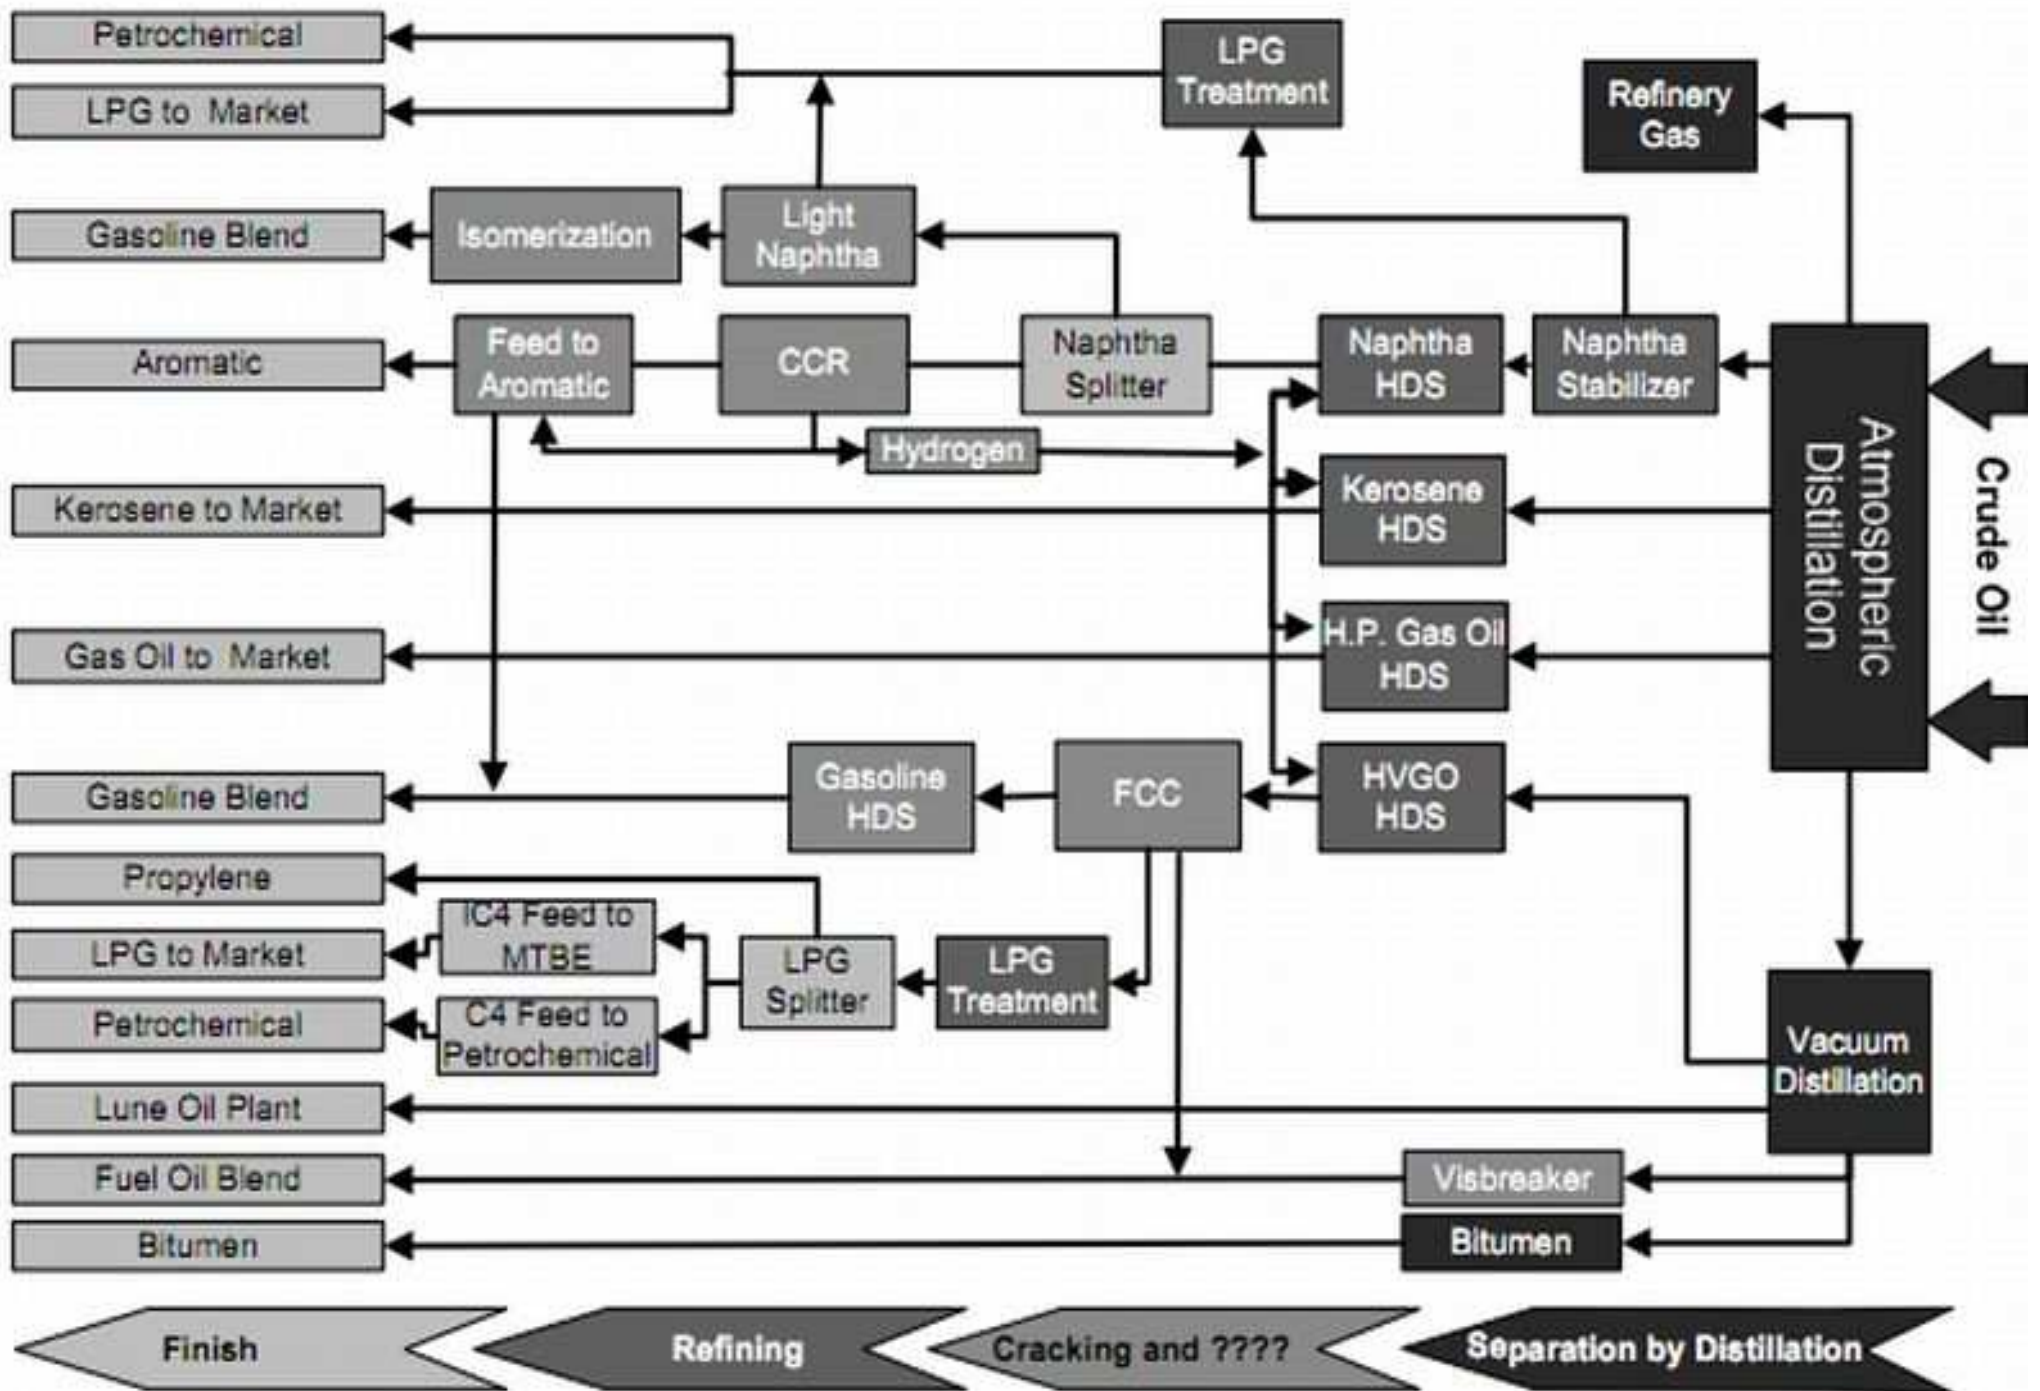 Petrochemical
LPG
Treatment
Refinery
Gas
LPG to Market
Gasoline Blend
Isomerization
Light
Naphtha
Aromatic
Feed to
Aromatic
CCR
Naphtha
Splitter
Naphtha
HDS
Naphtha
Stabilizer
Atmospheric
Distillation
Crude Oil
Hydrogen
Kerosene to Market
Kerosene
HDS
Gas Oil to Market
H.P. Gas Oil
HDS
Gasoline Blend
Gasoline
HDS
FCC
HVGO
HDS
Propylene
LPG to Market
IC4 Feed to
MTBE
LPG
Splitter
LPG
Treatment
Petrochemical
C4 Feed to
Petrochemical
Vacuum
Distillation
Lune Oil Plant
Fuel Oil Blend
Visbreaker
Bitumen
Bitumen
Finish
Refining
Cracking and ????
Separation by Distillation